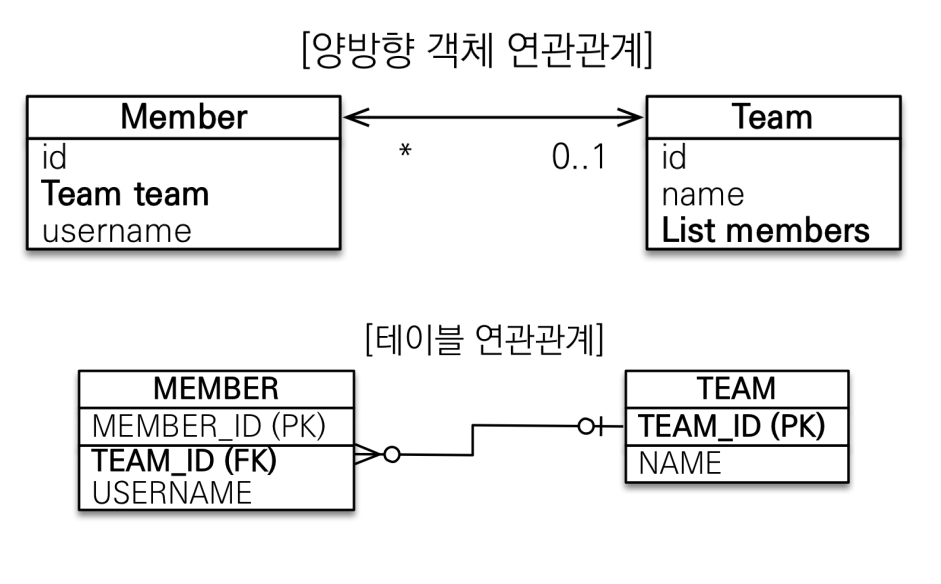 [양방향 객체 연관관계]
Member
id
Team team
username
* 0..1
Team
id
name
List members
[테이블 연관관계]
MEMBER
MEMBER_ID (PK)
TEAM_ID (FK)
USERNAME
TEAM
TEAM_ID (PK)
NAME